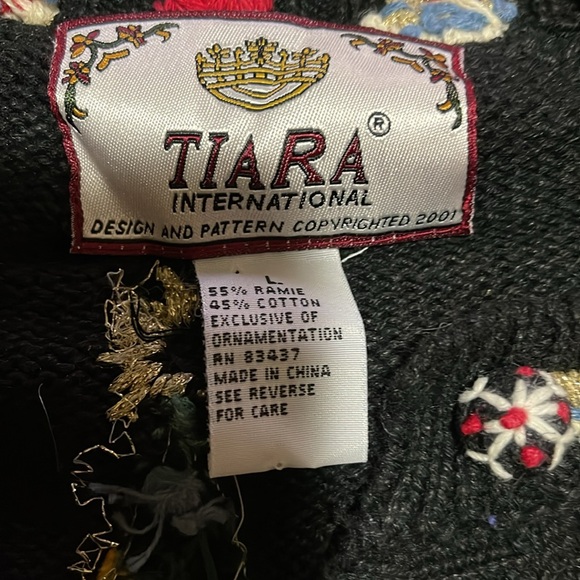 TIARA®
INTERNATIONAL
DESIGN AND PATTERN COPYRIGHTED 2001
L
55% RAMIE
45% COTTON
EXCLUSIVE OF
ORNAMENTATION
RN 83437
MADE IN CHINA
SEE REVERSE
FOR CARE